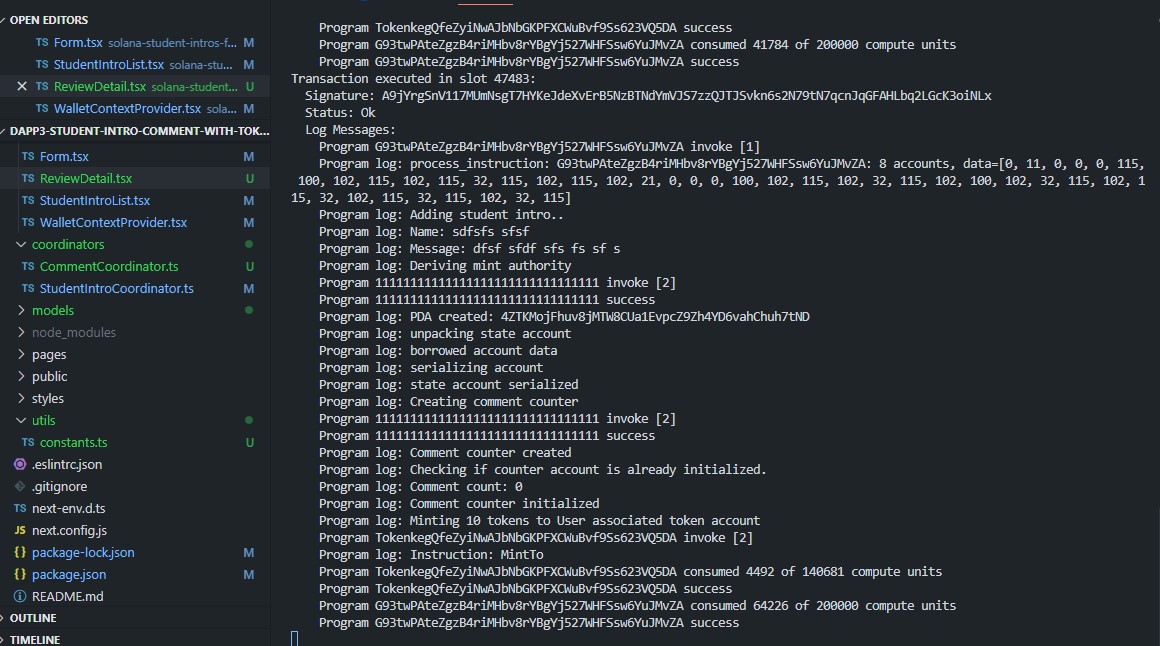 OPEN EDITORS
TS Form.tsx solana-student-intros-f... M
TS StudentIntroList.tsx solana-stu... M
TS ReviewDetail.tsx solana-student... U
TS WalletContextProvider.tsx sola... M
DAPP3-STUDENT-INTRO-COMMENT-WITH-TOK...
TS Form.tsx M
TS ReviewDetail.tsx U
TS StudentIntroList.tsx M
TS WalletContextProvider.tsx M
coordinators
TS CommentCoordinator.ts U
TS StudentIntroCoordinator.ts M
models
node_modules
pages
public
styles
utils
TS constants.ts U
.eslintrc.json
.gitignore
TS next-env.d.ts
JS next.config.js
{} package-lock.json M
{} package.json M
README.md
OUTLINE
TIMELINE
Program TokenkegQfeZyiNwAJbNbGKPFXCWuBvf9Ss623VQ5DA success
Program G93twPAteZgzB4riMHbv8rYBgYj527WHFSsw6YuJMvZA consumed 41784 of 200000 compute units
Program G93twPAteZgzB4riMHbv8rYBgYj527WHFSsw6YuJMvZA success
Transaction executed in slot 47483:
Signature: A9jYrgSnV117MUmNsgT7HYKeJdeXvErB5NzBTNdYmVJS7zzQJTJSvkn6s2N79tN7qcnJqGFAHLbq2LGcK3oiNLx
Status: Ok
Log Messages:
Program G93twPAteZgzB4riMHbv8rYBgYj527WHFSsw6YuJMvZA invoke [1]
Program log: process_instruction: G93twPAteZgzB4riMHbv8rYBgYj527WHFSsw6YuJMvZA: 8 accounts, data=[0, 11, 0, 0, 0, 115,
100, 102, 115, 102, 115, 32, 115, 102, 115, 102, 21, 0, 0, 0, 100, 102, 115, 102, 32, 115, 102, 100, 102, 32, 115, 102, 1
15, 32, 102, 115, 32, 115, 102, 32, 115]
Program log: Adding student intro..
Program log: Name: sdfsfs sfsf
Program log: Message: dfsf sfdf sfs fs sf s
Program log: Deriving mint authority
Program 11111111111111111111111111111111 invoke [2]
Program 11111111111111111111111111111111 success
Program log: PDA created: 4ZTKMojFhuv8jMTW8CUa1EvpcZ9Zh4YD6vahChuh7tND
Program log: unpacking state account
Program log: borrowed account data
Program log: serializing account
Program log: state account serialized
Program log: Creating comment counter
Program 11111111111111111111111111111111 invoke [2]
Program 11111111111111111111111111111111 success
Program log: Comment counter created
Program log: Checking if counter account is already initialized.
Program log: Comment count: 0
Program log: Comment counter initialized
Program log: Minting 10 tokens to User associated token account
Program TokenkegQfeZyiNwAJbNbGKPFXCWuBvf9Ss623VQ5DA invoke [2]
Program log: Instruction: MintTo
Program TokenkegQfeZyiNwAJbNbGKPFXCWuBvf9Ss623VQ5DA consumed 4492 of 140681 compute units
Program TokenkegQfeZyiNwAJbNbGKPFXCWuBvf9Ss623VQ5DA success
Program G93twPAteZgzB4riMHbv8rYBgYj527WHFSsw6YuJMvZA consumed 64226 of 200000 compute units
Program G93twPAteZgzB4riMHbv8rYBgYj527WHFSsw6YuJMvZA success